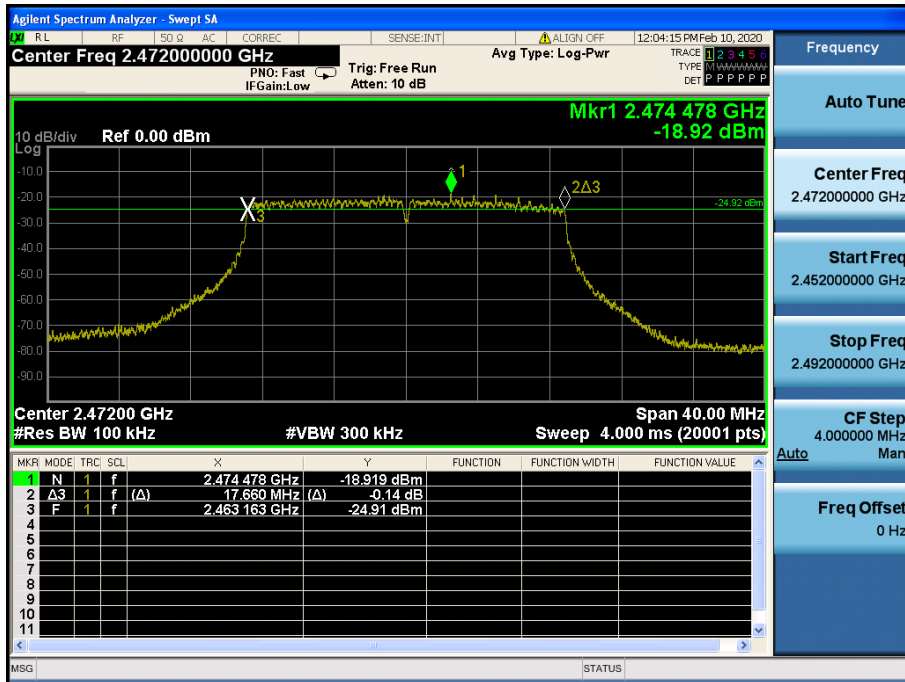 Agilent Spectrum Analyzer - Swept SA
LXI RL RF 50 Ω AC CORREC SENSE:INT ALIGN OFF 12:04:15 PM Feb 10, 2020
Center Freq 2.472000000 GHz
PNO: Fast
IFGain:Low
Trig: Free Run
Atten: 10 dB
Avg Type: Log-Pwr
TRACE 1 2 3 4 5 6
TYPE M WWWWW
DET P P P P P P
Mkr1 2.474 478 GHz
-18.92 dBm
10 dB/div Ref 0.00 dBm
Log
-10.0
-20.0
-30.0
-40.0
-50.0
-60.0
-70.0
-80.0
-90.0
1
2Δ3
3
-24.92 dBm
Center 2.47200 GHz Span 40.00 MHz
#Res BW 100 kHz #VBW 300 kHz Sweep 4.000 ms (20001 pts)
MKR MODE TRC SCL X Y FUNCTION FUNCTION WIDTH FUNCTION VALUE
1 N 1 f 2.474 478 GHz -18.919 dBm
2 Δ3 1 f (Δ) 17.660 MHz (Δ) -0.14 dB
3 F 1 f 2.463 163 GHz -24.91 dBm
4
5
6
7
8
9
10
11
MSG STATUS
Frequency
Auto Tune
Center Freq
2.472000000 GHz
Start Freq
2.452000000 GHz
Stop Freq
2.492000000 GHz
CF Step
4.000000 MHz
Auto Man
Freq Offset
0 Hz